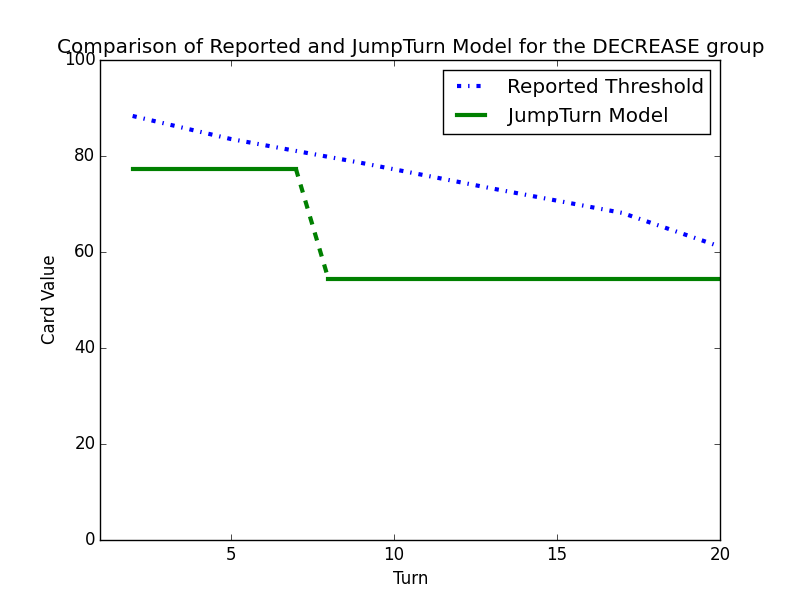 Comparison of Reported and JumpTurn Model for the DECREASE group
Reported Threshold
JumpTurn Model
100
80
60
40
20
0
Card Value
5 10 15 20
Turn